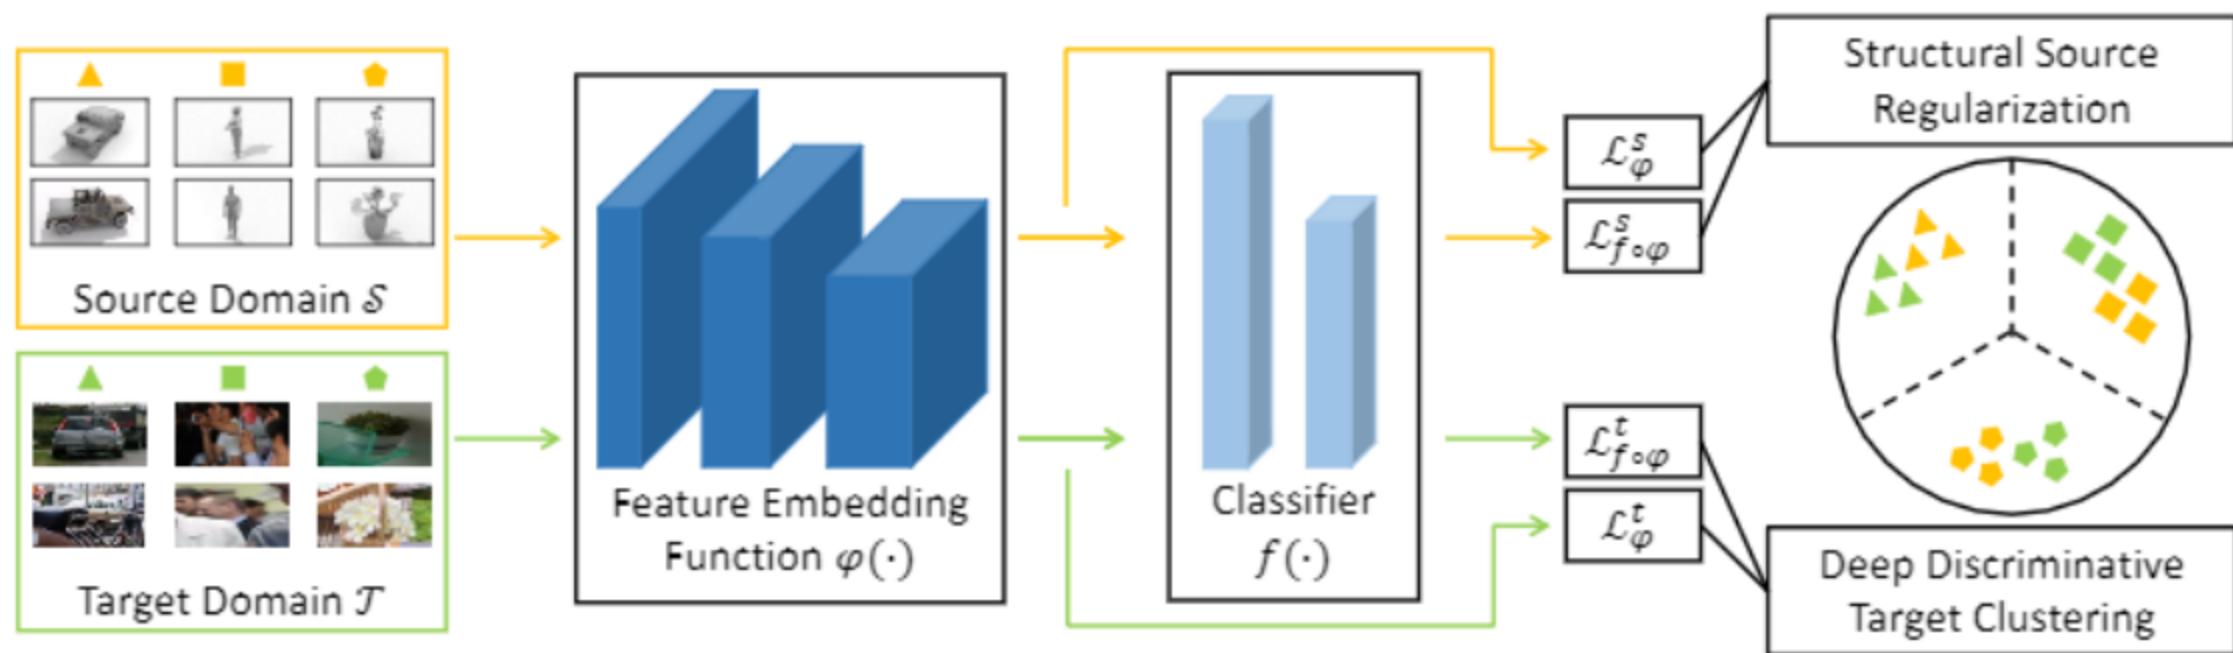 Source Domain 𝒮
Target Domain 𝒯
Feature Embedding
Function φ(·)
Classifier
f(·)
ℒ^s_φ
ℒ^s_{f∘φ}
ℒ^t_{f∘φ}
ℒ^t_φ
Structural Source
Regularization
Deep Discriminative
Target Clustering